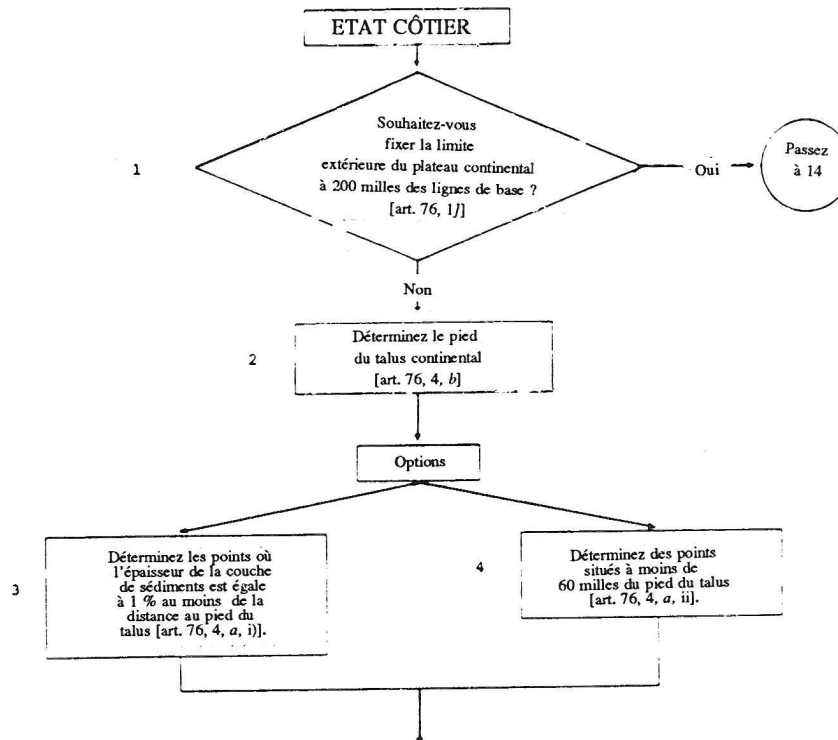 ETAT CÔTIER
1
Souhaitez-vous
fixer la limite
extérieure du plateau continental
à 200 milles des lignes de base ?
[art. 76, 1]
Oui
Passez
à 14
Non
2
Déterminez le pied
du talus continental
[art. 76, 4, b]
Options
3
Déterminez les points où
l'épaisseur de la couche
de sédiments est égale
à 1 % au moins de la
distance au pied du
talus [art. 76, 4, a, i)].
4
Déterminez des points
situés à moins de
60 milles du pied du talus
[art. 76, 4, a, ii].